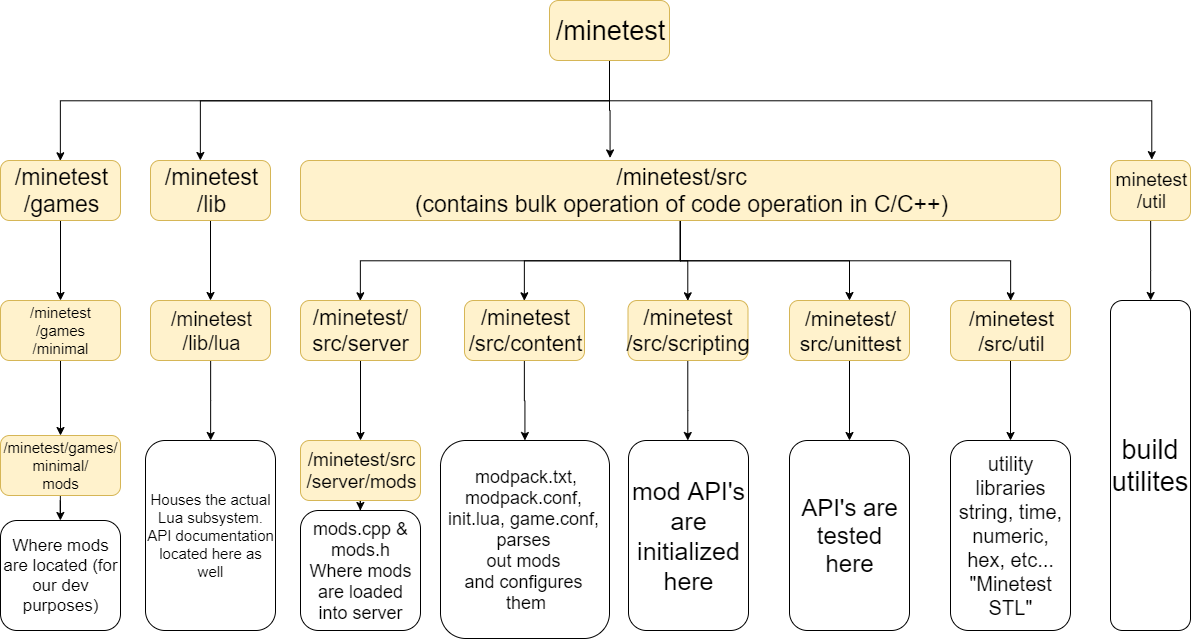 /minetest
/minetest
/games
/minetest
/lib
/minetest/src
(contains bulk operation of code operation in C/C++)
minetest
/util
/minetest
/games
/minimal
/minetest
/lib/lua
/minetest/
src/server
/minetest
/src/content
/minetest
/src/scripting
/minetest/
src/unittest
/minetest
/src/util
/minetest/games/
minimal/
mods
Where mods
are located (for
our dev
purposes)
Houses the actual
Lua subsystem.
API documentation
located here as
well
/minetest/src
/server/mods
mods.cpp &
mods.h
Where mods
are loaded
into server
modpack.txt,
modpack.conf,
init.lua, game.conf,
parses
out mods
and configures
them
mod API's
are
initialized
here
API's are
tested
here
utility
libraries
string, time,
numeric,
hex, etc...
"Minetest
STL"
build
utilites